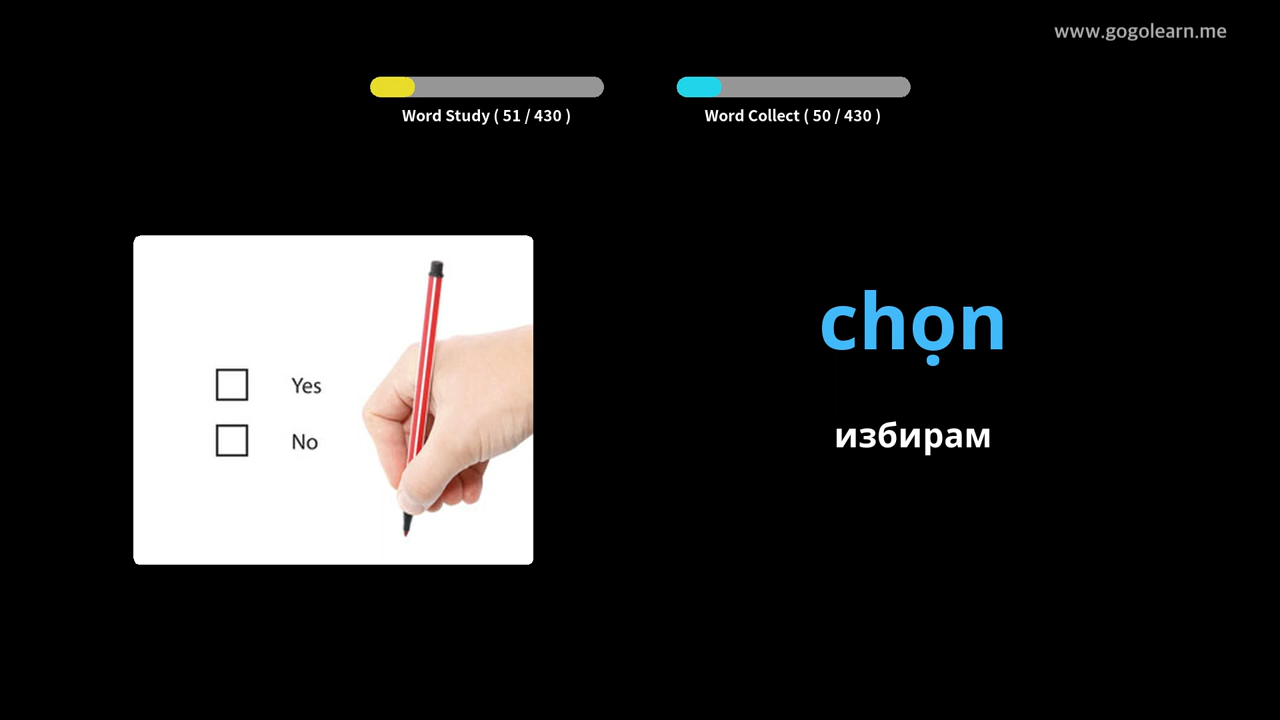 www.gogolearn.me
Word Study ( 51 / 430 )
Word Collect ( 50 / 430 )
Yes
No
chọn
избирам